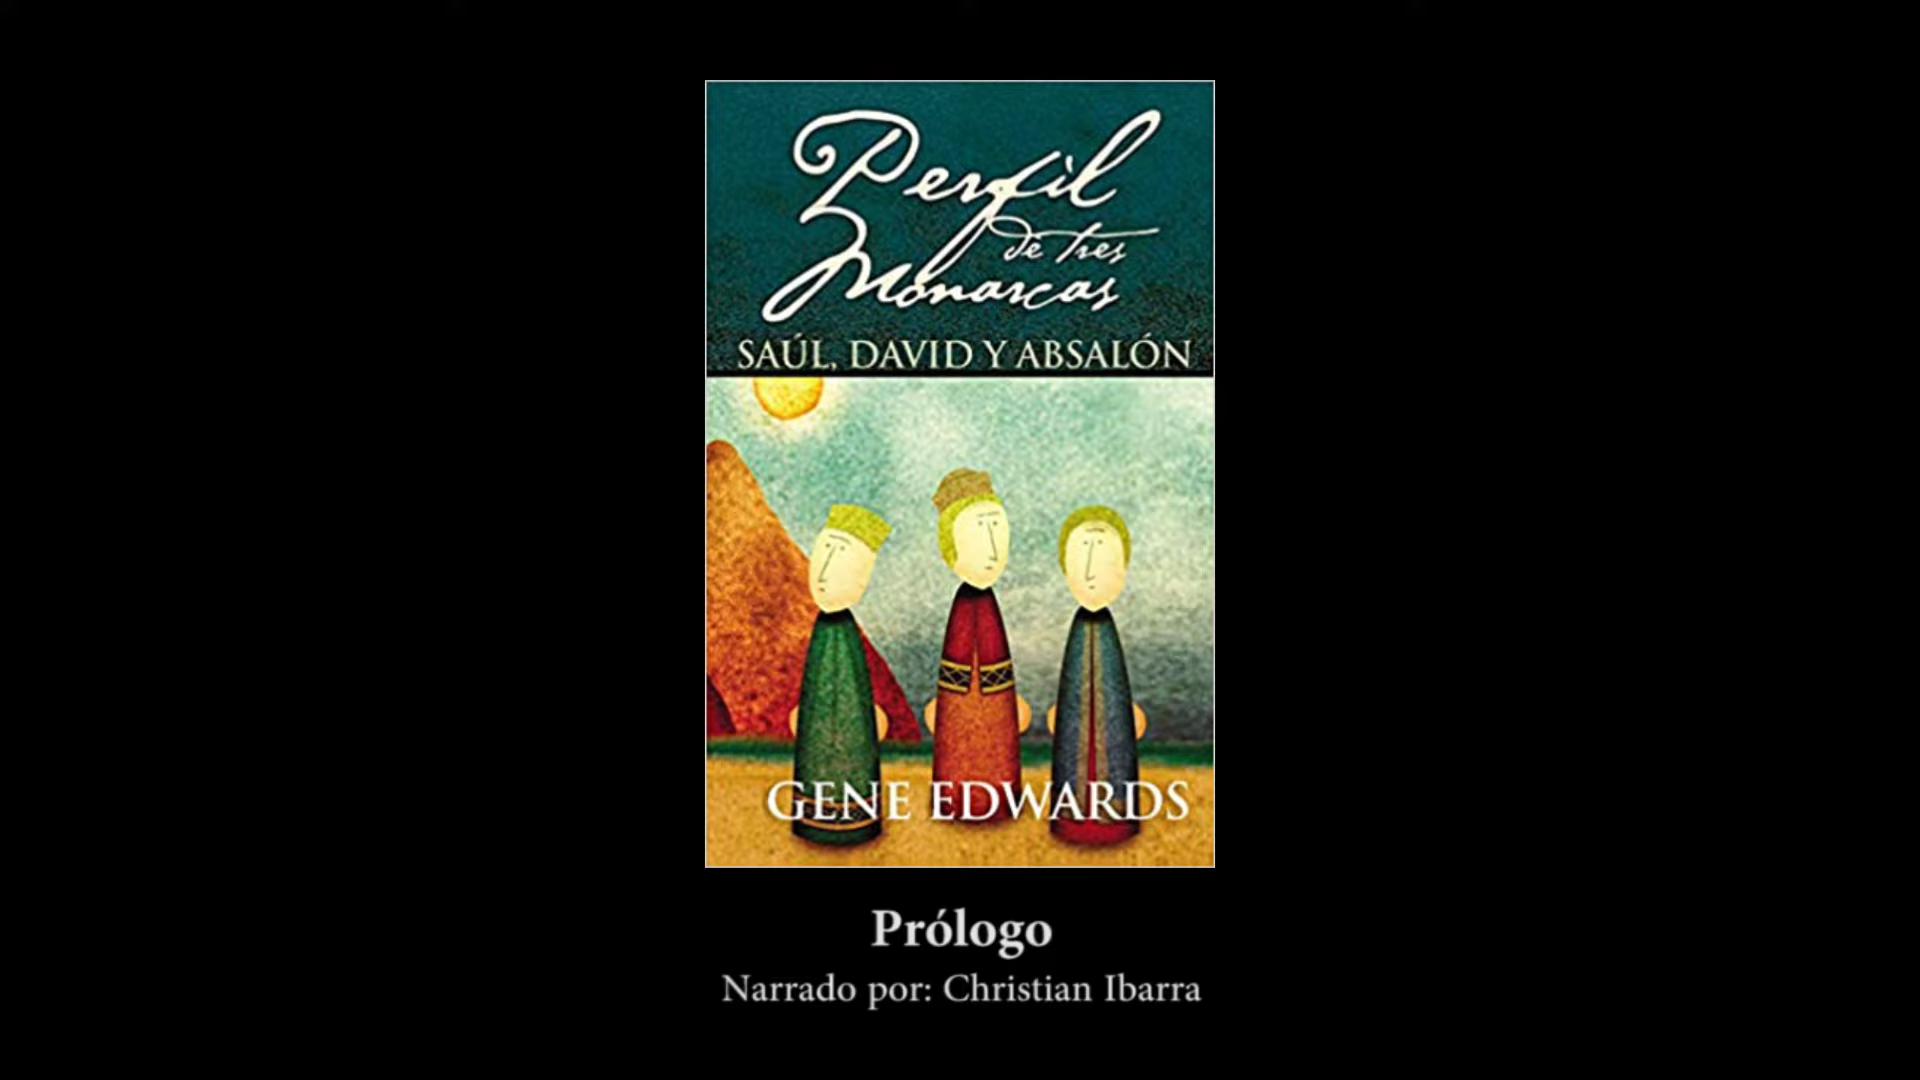 Perfil
de tres
Monarcas
SAÚL, DAVID Y ABSALÓN
GENE EDWARDS
Prólogo
Narrado por: Christian Ibarra